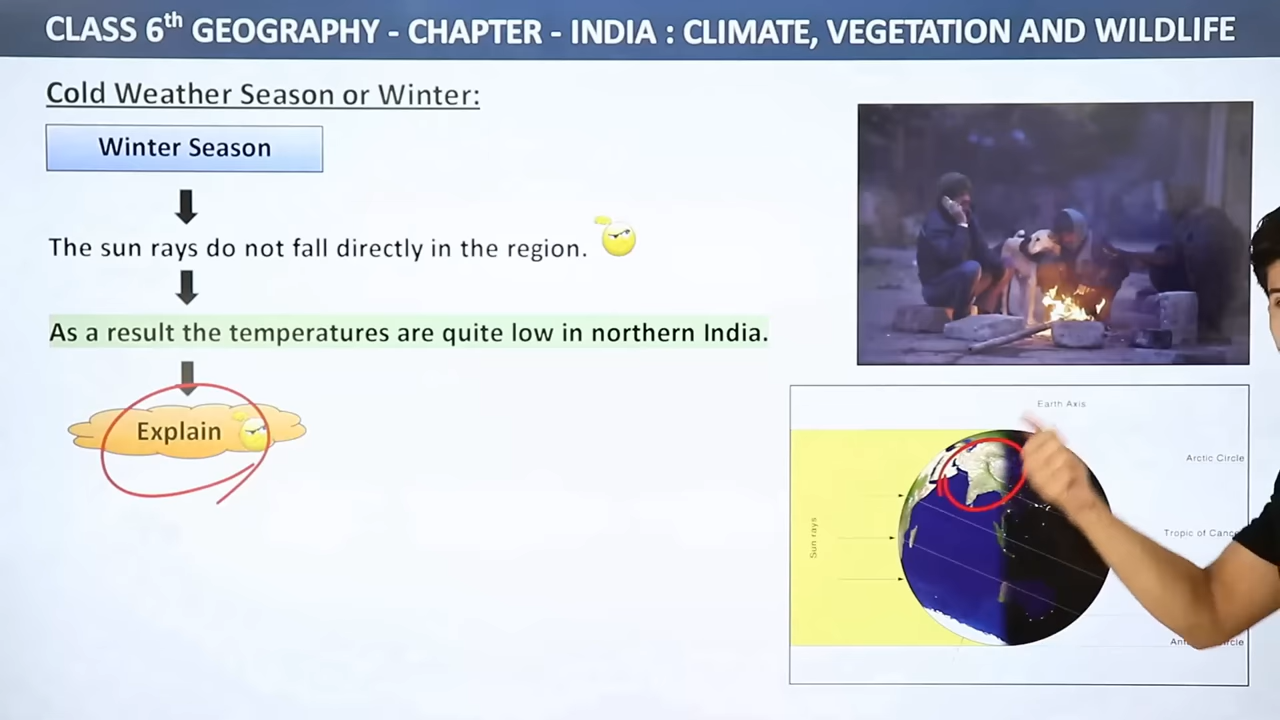 CLASS 6th GEOGRAPHY - CHAPTER - INDIA : CLIMATE, VEGETATION AND WILDLIFE
Cold Weather Season or Winter:
Winter Season
The sun rays do not fall directly in the region.
As a result the temperatures are quite low in northern India.
Explain
Earth Axis
Arctic Circle
Sun rays
Tropic of